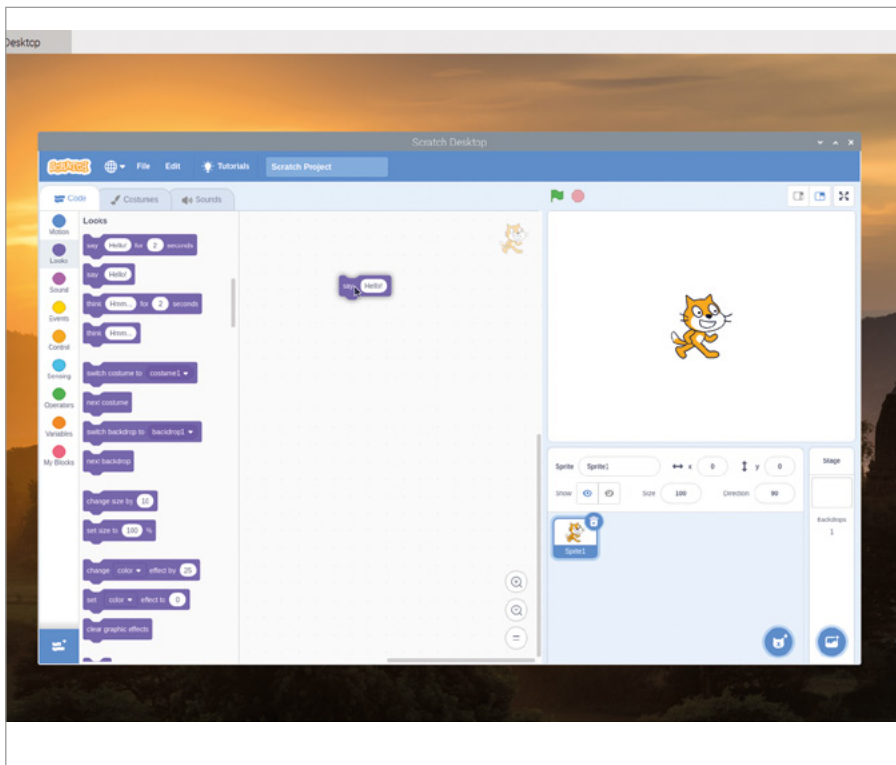 Desktop
Scratch Desktop
SCRATCH File Edit Tutorials Scratch Project
Code Costumes Sounds
Motion
Looks
Sound
Events
Control
Sensing
Operators
Variables
My Blocks
Looks
say Hello! for 2 seconds
say Hello!
think Hmm... for 2 seconds
think Hmm...
switch costume to costume1
next costume
switch backdrop to backdrop1
next backdrop
change size by 10
set size to 100 %
change color effect by 25
set color effect to 0
clear graphic effects
say Hello!
Sprite Sprite1 x 0 y 0
Show Size 100 Direction 90
Sprite1
Stage
Backdrops
1